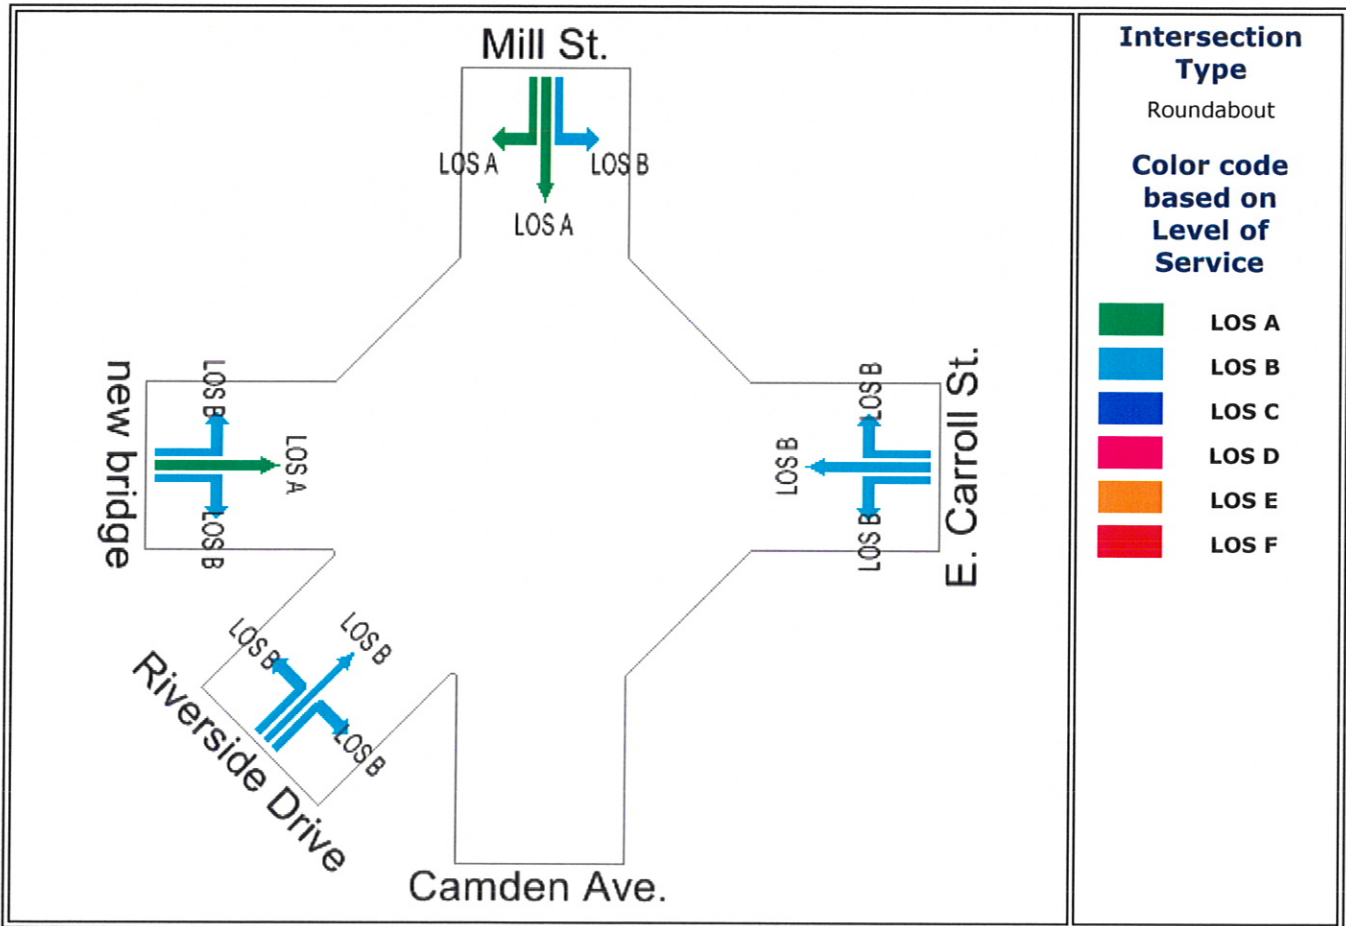 Mill St.
LOS A
LOS B
LOS A
new bridge
LOS B
LOS A
LOS B
LOS B
LOS B
LOS B
E. Carroll St.
LOS B
LOS B
LOS B
Riverside Drive
Camden Ave.
Intersection
Type
Roundabout
Color code
based on
Level of
Service
LOS A
LOS B
LOS C
LOS D
LOS E
LOS F